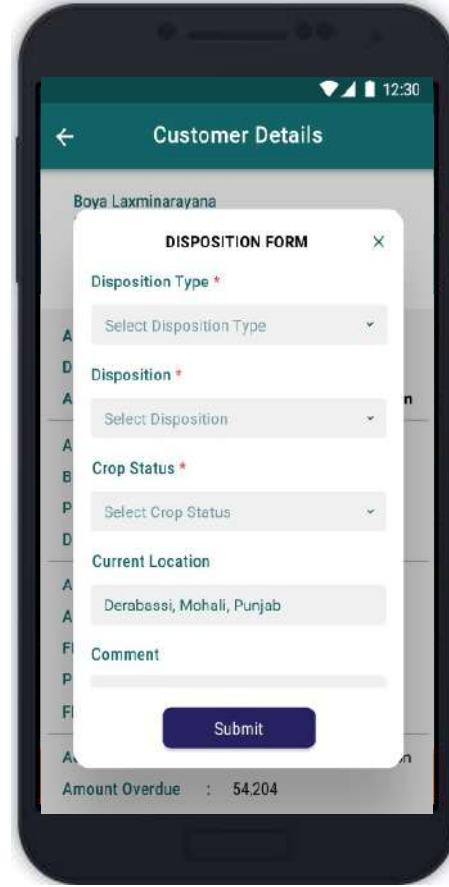 12:30
Customer Details
Boya Laxminarayana
DISPOSITION FORM
Disposition Type *
Select Disposition Type
Disposition *
Select Disposition
Crop Status *
Select Crop Status
Current Location
Derabassi, Mohali, Punjab
Comment
Submit
Amount Overdue : 54,204